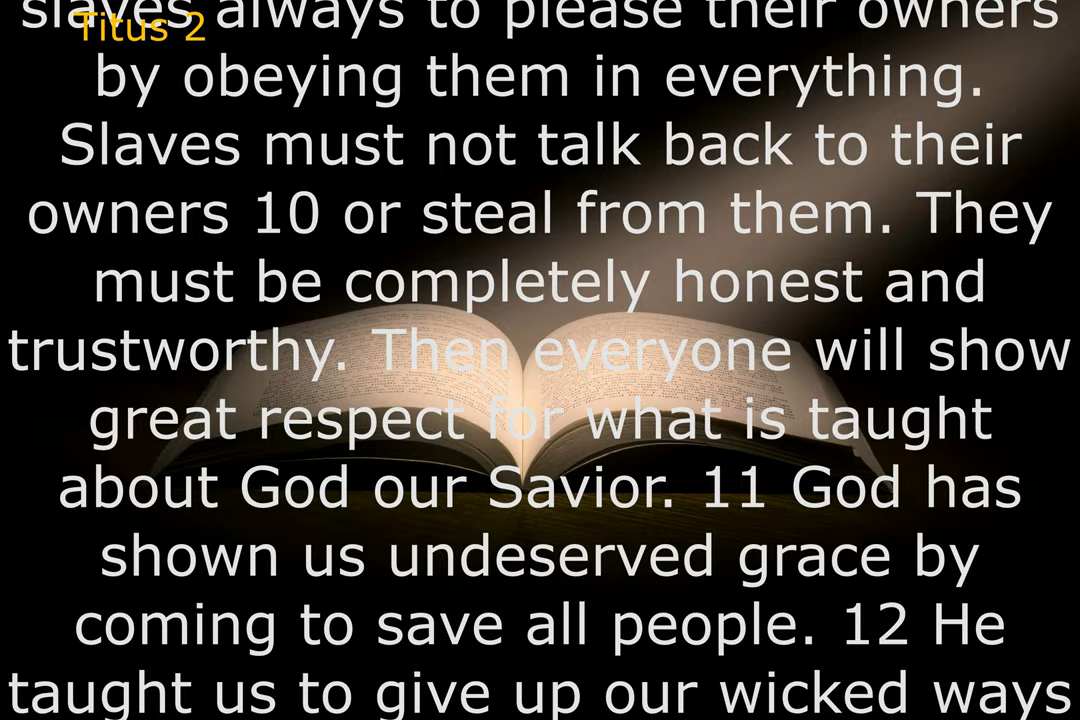 slaves always to please their owners
Titus 2
by obeying them in everything.
Slaves must not talk back to their
owners 10 or steal from them. They
must be completely honest and
trustworthy. Then everyone will show
great respect for what is taught
about God our Savior. 11 God has
shown us undeserved grace by
coming to save all people. 12 He
taught us to give up our wicked ways